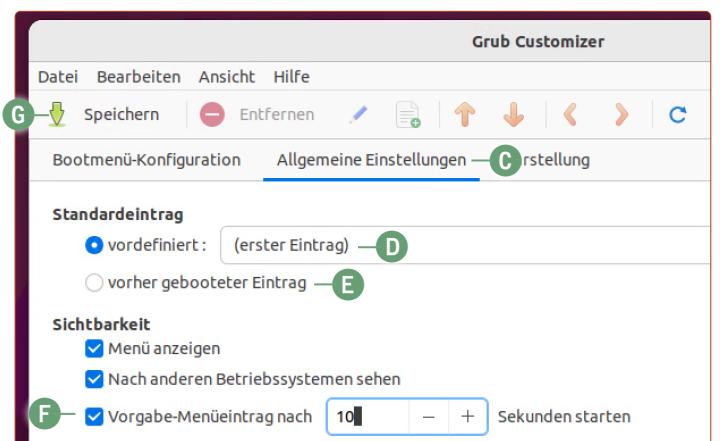 Grub Customizer
Datei Bearbeiten Ansicht Hilfe
G Speichern Entfernen
Bootmenü-Konfiguration Allgemeine Einstellungen C rstellung
Standardeintrag
vordefiniert : (erster Eintrag) D
vorher gebooteter Eintrag E
Sichtbarkeit
Menü anzeigen
Nach anderen Betriebssystemen sehen
F Vorgabe-Menüeintrag nach 10 − + Sekunden starten